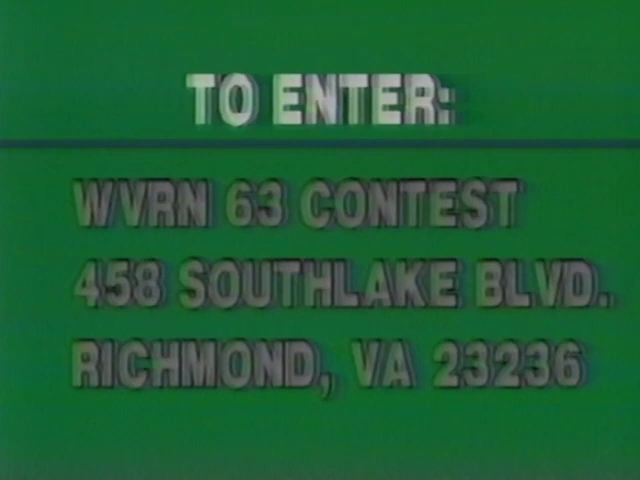 TO ENTER:
WVRN 63 CONTEST
458 SOUTHLAKE BLVD.
RICHMOND, VA 23236